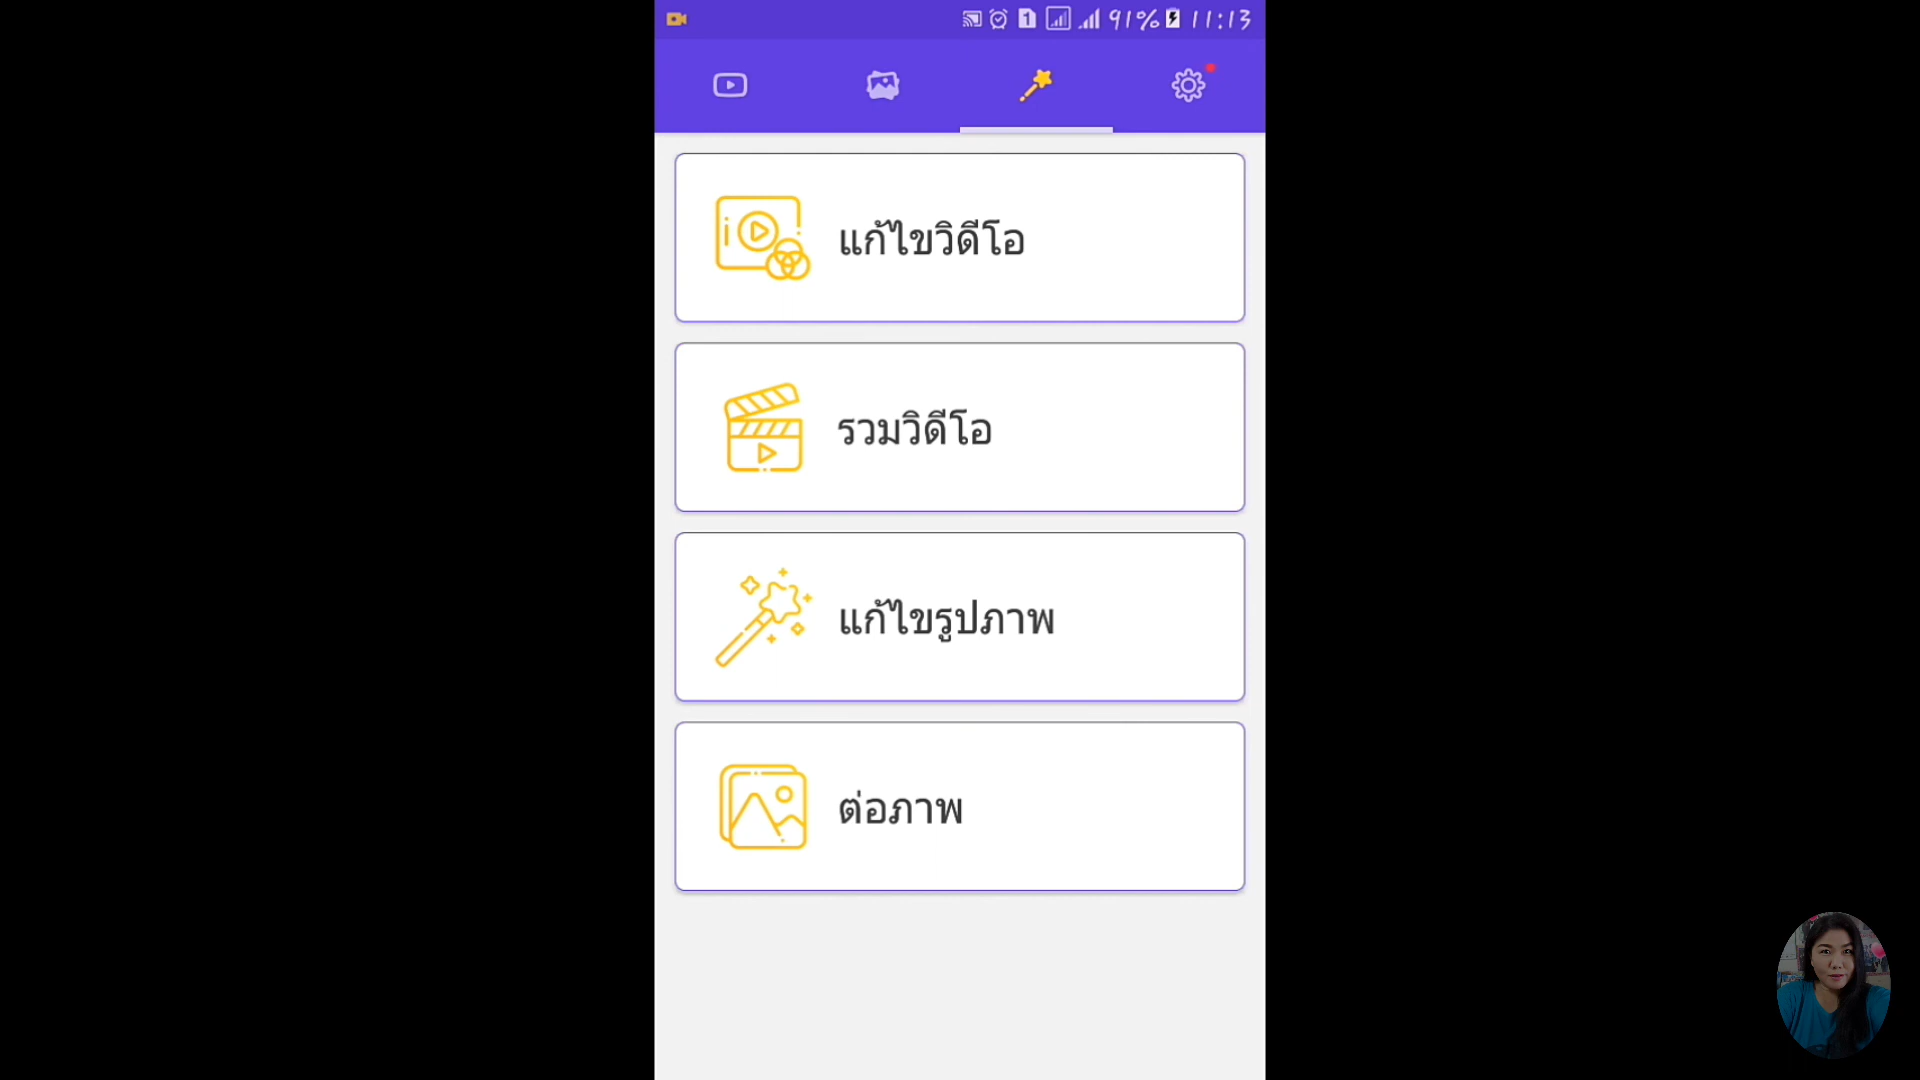 1 91% 11:13
แก้ไขวิดีโอ
รวมวิดีโอ
แก้ไขรูปภาพ
ต่อภาพ